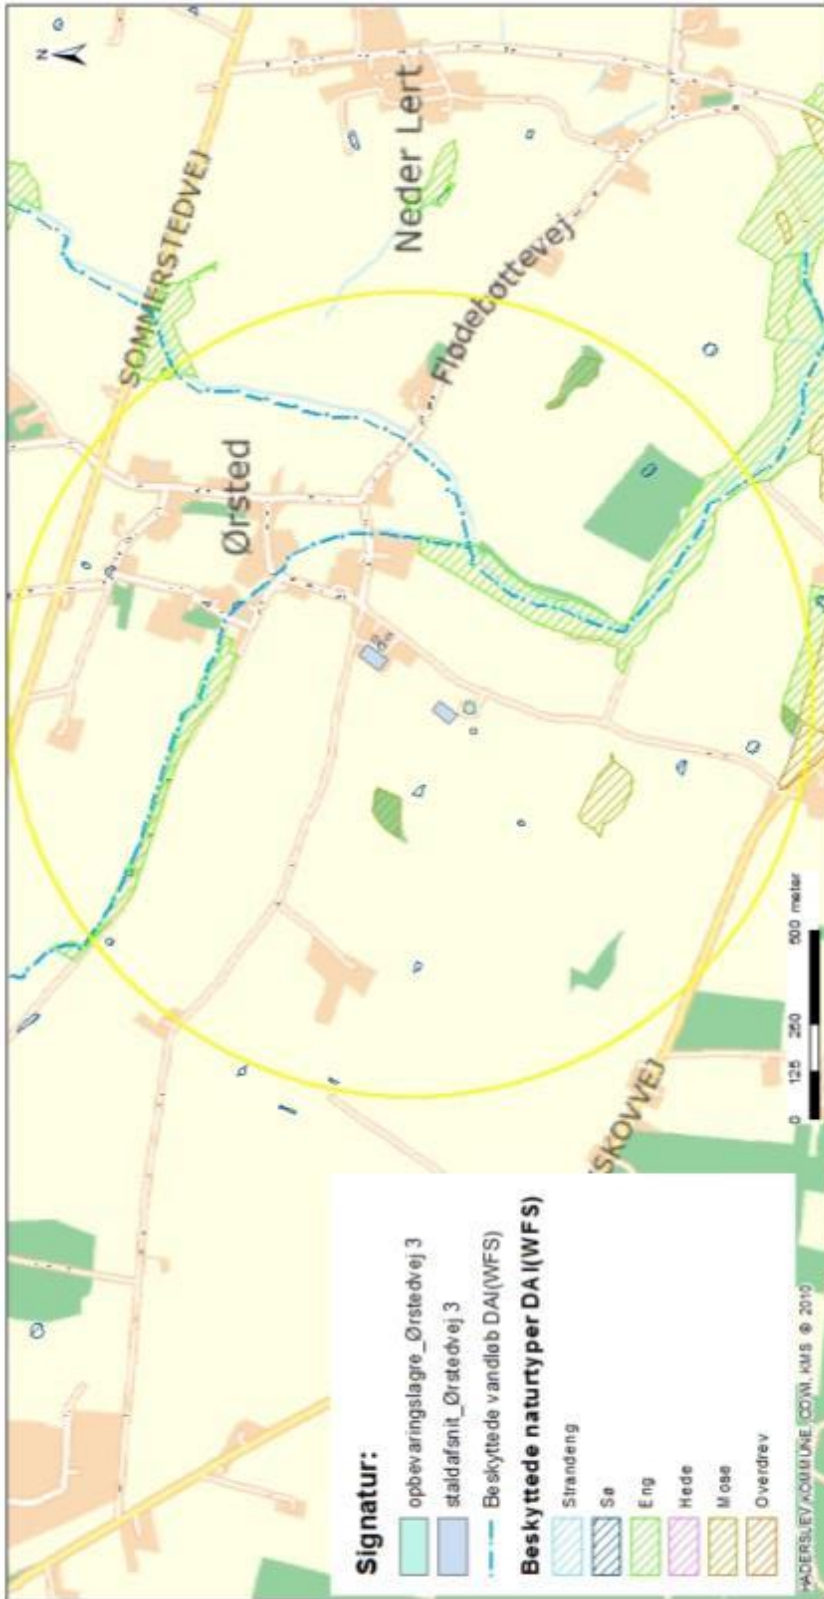 N
SOMMERSTEDVEJ
Neder Lert
Ørsted
Flødebøttevej
SKOVVEJ
Signatur:
opbevaringslagre_Ørstedvej 3
staldafsnit_Ørstedvej 3
Beskyttede vandløb DAI(WFS)
Beskyttede naturtyper DAI(WFS)
Strandeng
Sø
Eng
Hede
Mose
Overdrev
0 125 250 500 meter
HADERSLEV KOMMUNE, COWI, KMS © 2010